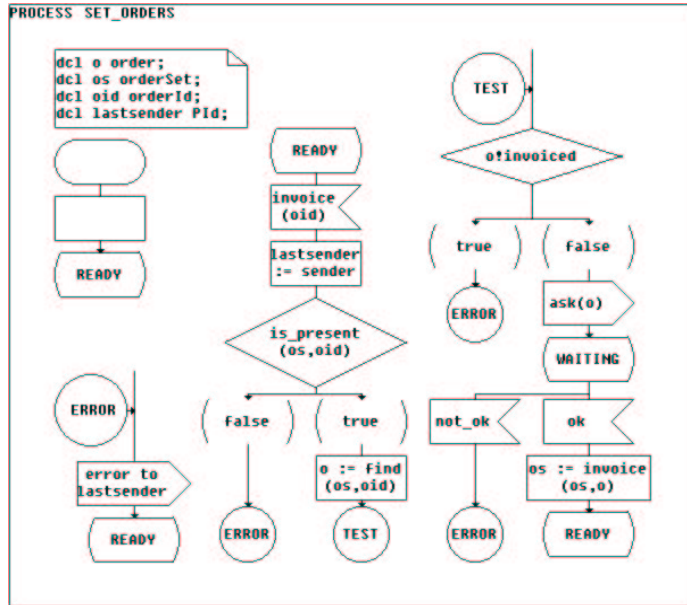 PROCESS SET_ORDERS
dcl o order;
dcl os orderSet;
dcl oid orderId;
dcl lastsender PId;
READY
READY
invoice
(oid)
lastsender
:= sender
is_present
(os,oid)
false
true
o := find
(os,oid)
ERROR
TEST
ERROR
error to
lastsender
READY
TEST
o!invoiced
true
false
ERROR
ask(o)
WAITING
not_ok
ok
os := invoice
(os,o)
ERROR
READY